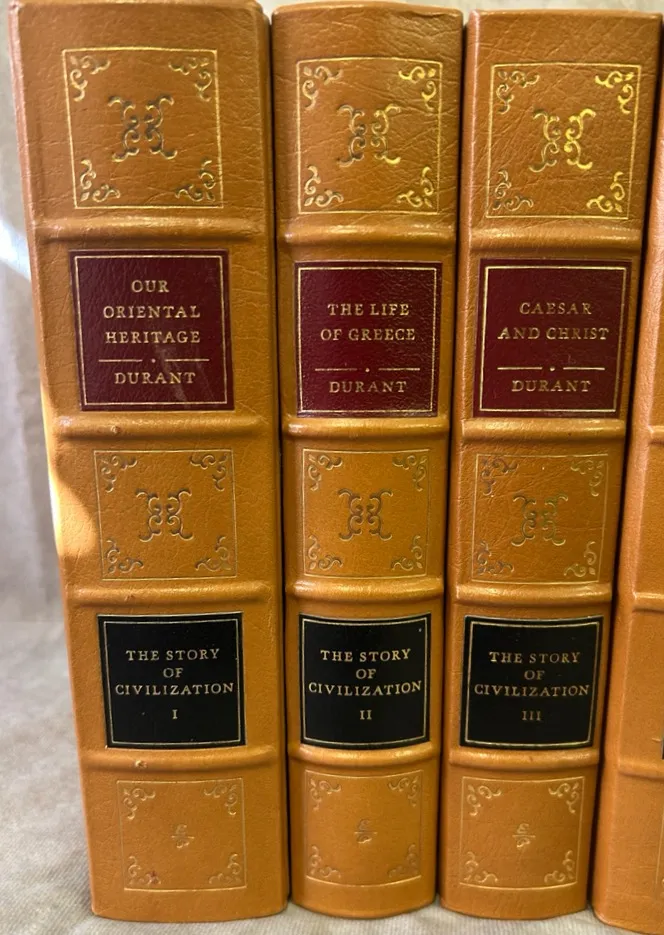 OUR
ORIENTAL
HERITAGE
DURANT
THE STORY
OF
CIVILIZATION
I
THE LIFE
OF GREECE
DURANT
THE STORY
OF
CIVILIZATION
II
CAESAR
AND CHRIST
DURANT
THE STORY
OF
CIVILIZATION
III